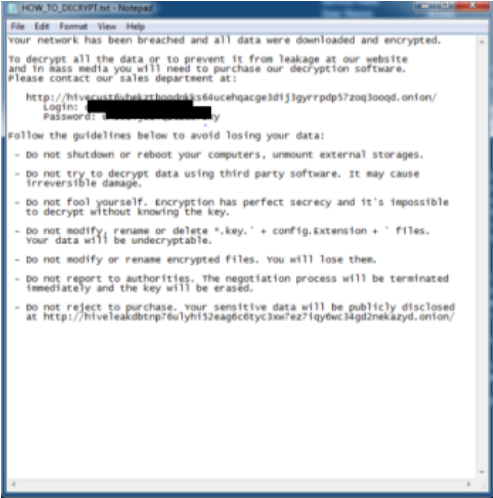 HOW_TO_DECRYPT.txt - Notepad
File Edit Format View Help
Your network has been breached and all data were downloaded and encrypted.
To decrypt all the data or to prevent it from leakage at our website
and in mass media you will need to purchase our decryption software.
Please contact our sales department at:
Login:
Password:
Follow the guidelines below to avoid losing your data:
- Do not shutdown or reboot your computers, unmount external storages.
- Do not try to decrypt data using third party software. It may cause
irreversible damage.
- Do not fool yourself. Encryption has perfect secrecy and it's impossible
to decrypt without knowing the key.
- Do not modify, rename or delete *.key.` + config.Extension + ` files.
Your data will be undecryptable.
- Do not modify or rename encrypted files. You will lose them.
- Do not report to authorities. The negotiation process will be terminated
immediately and the key will be erased.
- Do not reject to purchase. Your sensitive data will be publicly disclosed
at http://hiveleakdbtnp76ulyhi52eag6c6tyc3xw7ez7iqy6wc34gd2nekazyd.onion/